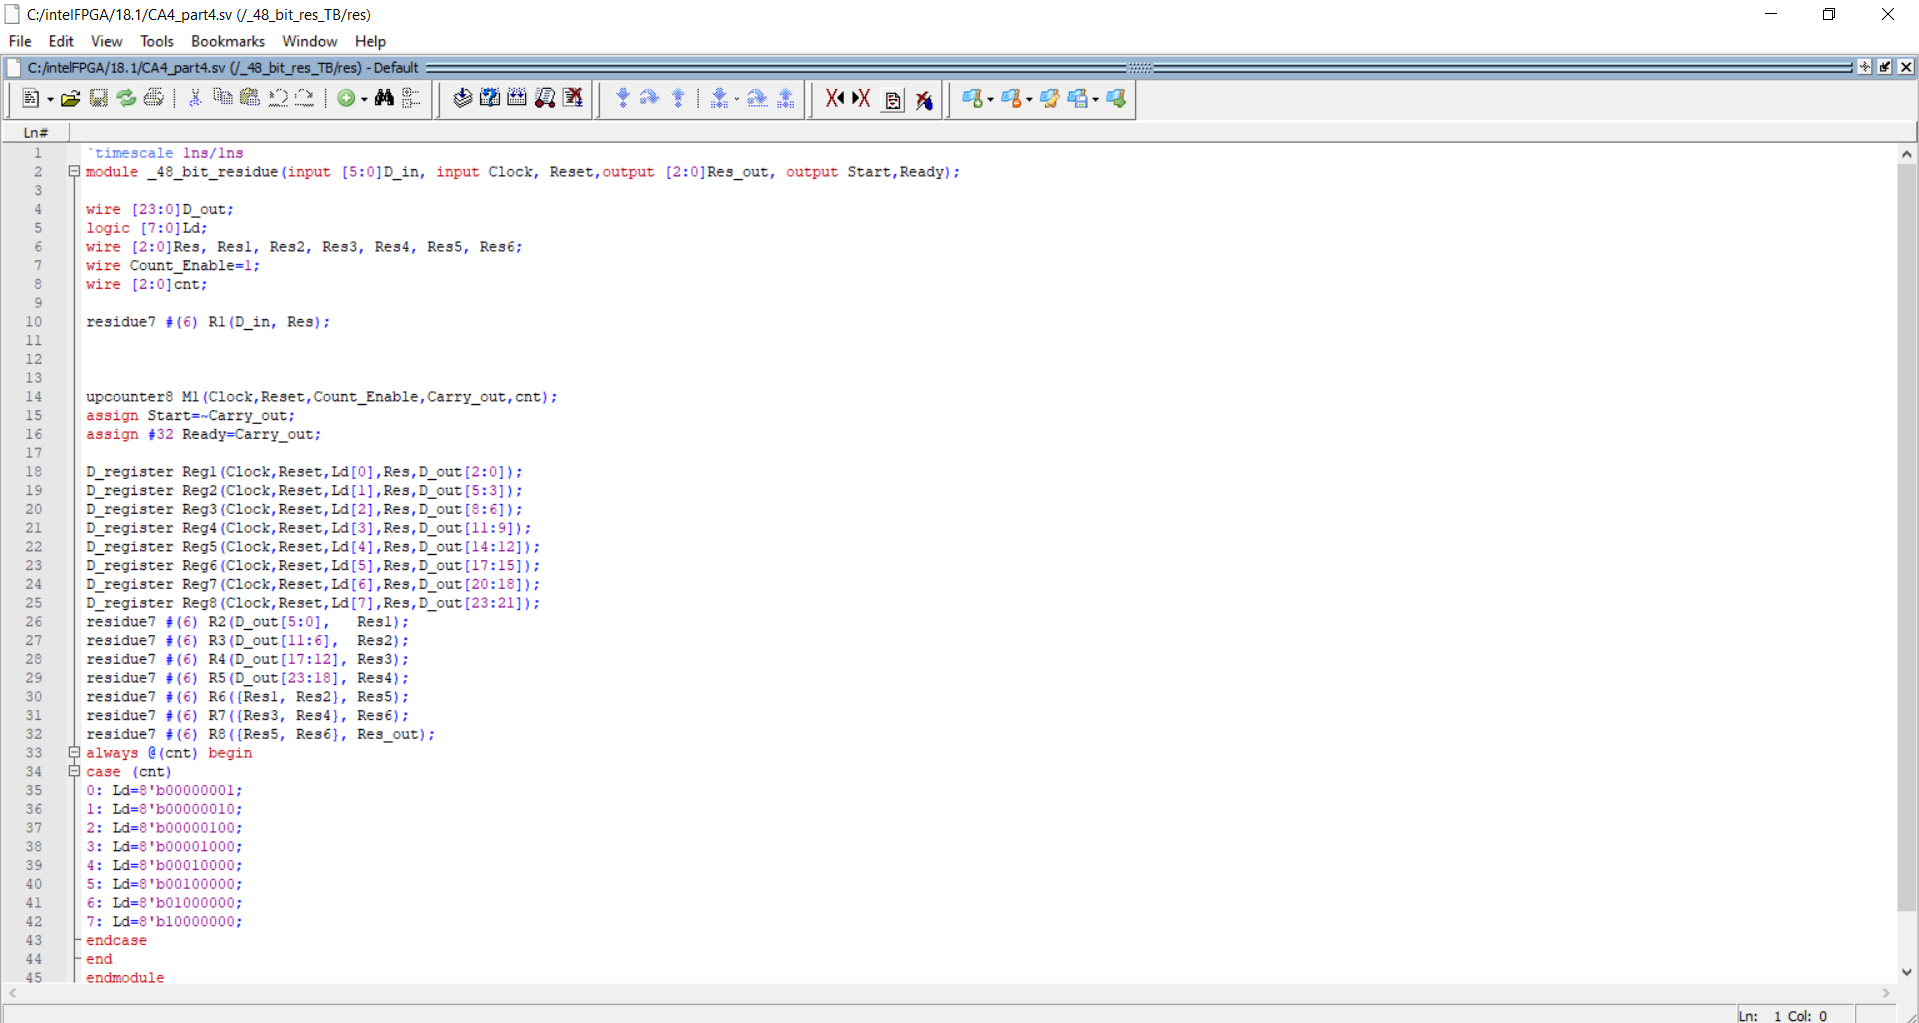 C:/intelFPGA/18.1/CA4_part4.sv (/_48_bit_res_TB/res)
File Edit View Tools Bookmarks Window Help
C:/intelFPGA/18.1/CA4_part4.sv (/_48_bit_res_TB/res) - Default
Ln#
1 `timescale 1ns/1ns
2 module _48_bit_residue(input [5:0]D_in, input Clock, Reset,output [2:0]Res_out, output Start,Ready);
3
4 wire [23:0]D_out;
5 logic [7:0]Ld;
6 wire [2:0]Res, Res1, Res2, Res3, Res4, Res5, Res6;
7 wire Count_Enable=1;
8 wire [2:0]cnt;
9
10 residue7 #(6) R1(D_in, Res);
11
12
13
14 upcounter8 M1(Clock,Reset,Count_Enable,Carry_out,cnt);
15 assign Start=~Carry_out;
16 assign #32 Ready=Carry_out;
17
18 D_register Reg1(Clock,Reset,Ld[0],Res,D_out[2:0]);
19 D_register Reg2(Clock,Reset,Ld[1],Res,D_out[5:3]);
20 D_register Reg3(Clock,Reset,Ld[2],Res,D_out[8:6]);
21 D_register Reg4(Clock,Reset,Ld[3],Res,D_out[11:9]);
22 D_register Reg5(Clock,Reset,Ld[4],Res,D_out[14:12]);
23 D_register Reg6(Clock,Reset,Ld[5],Res,D_out[17:15]);
24 D_register Reg7(Clock,Reset,Ld[6],Res,D_out[20:18]);
25 D_register Reg8(Clock,Reset,Ld[7],Res,D_out[23:21]);
26 residue7 #(6) R2(D_out[5:0],   Res1);
27 residue7 #(6) R3(D_out[11:6],  Res2);
28 residue7 #(6) R4(D_out[17:12], Res3);
29 residue7 #(6) R5(D_out[23:18], Res4);
30 residue7 #(6) R6({Res1, Res2}, Res5);
31 residue7 #(6) R7({Res3, Res4}, Res6);
32 residue7 #(6) R8({Res5, Res6}, Res_out);
33 always @(cnt) begin
34 case (cnt)
35 0: Ld=8'b00000001;
36 1: Ld=8'b00000010;
37 2: Ld=8'b00000100;
38 3: Ld=8'b00001000;
39 4: Ld=8'b00010000;
40 5: Ld=8'b00100000;
41 6: Ld=8'b01000000;
42 7: Ld=8'b10000000;
43 endcase
44 end
45 endmodule
Ln: 1 Col: 0